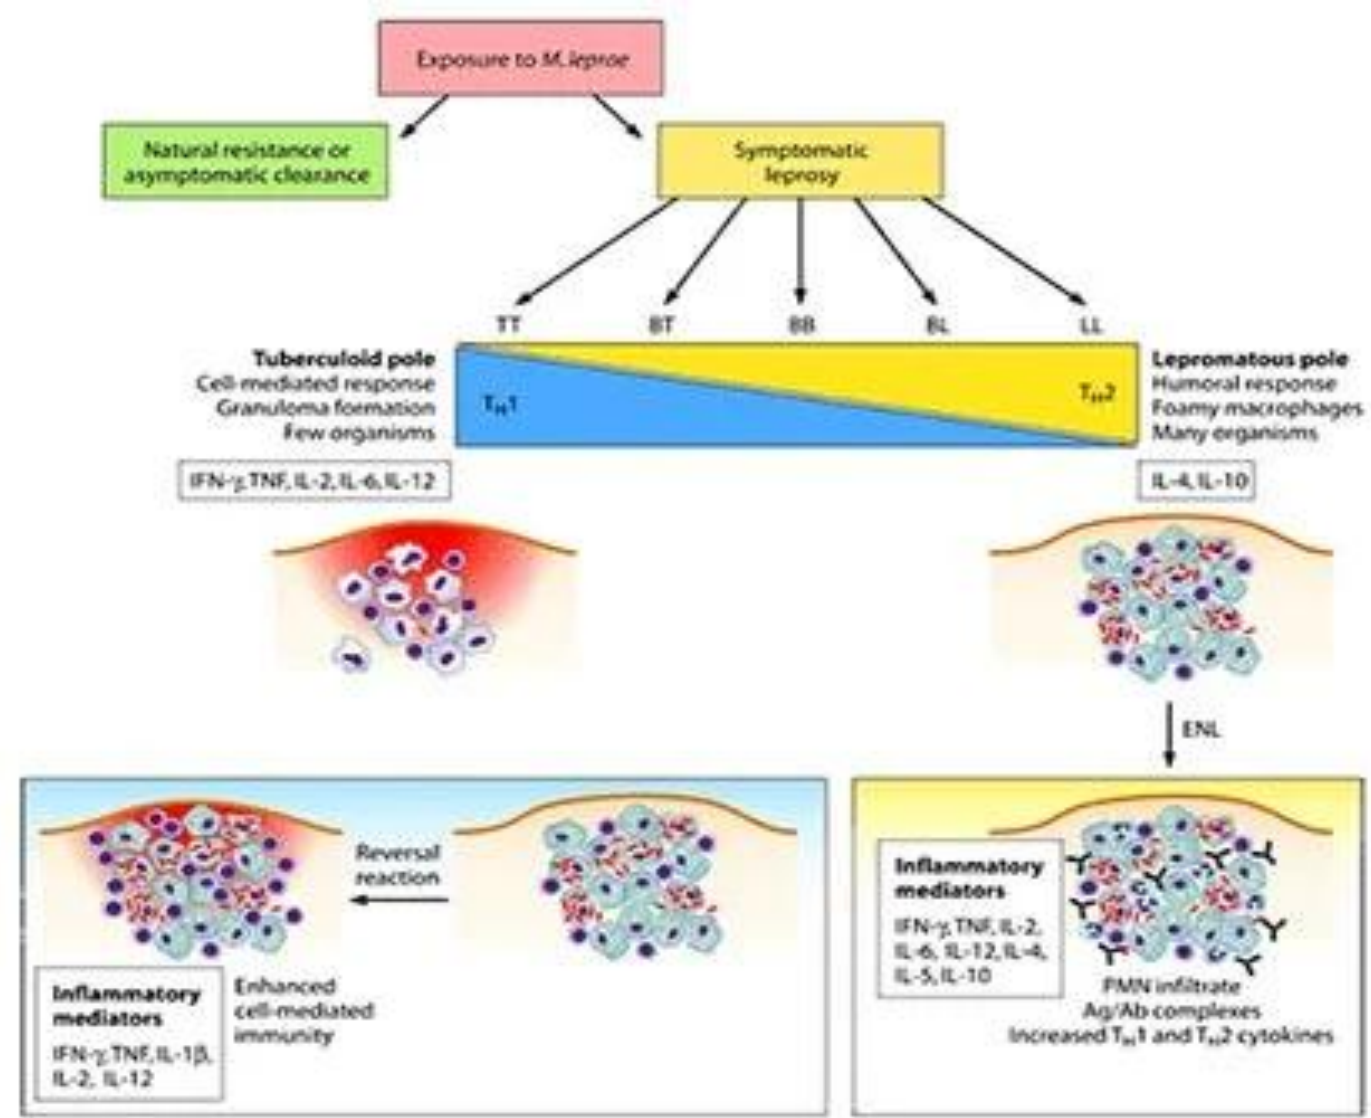 Exposure to M. leprae
Natural resistance or
asymptomatic clearance
Symptomatic
leprosy
TT
BT
BB
BL
LL
Tuberculoid pole
Cell-mediated response
Granuloma formation
Few organisms
TH1
TH2
Lepromatous pole
Humoral response
Foamy macrophages
Many organisms
IFN-γ, TNF, IL-2, IL-6, IL-12
IL-4, IL-10
ENL
Reversal
reaction
Inflammatory
mediators
IFN-γ, TNF, IL-1β,
IL-2, IL-12
Enhanced
cell-mediated
immunity
Inflammatory
mediators
IFN-γ, TNF, IL-2,
IL-6, IL-12, IL-4,
IL-5, IL-10
PMN infiltrate
Ag/Ab complexes
Increased TH1 and TH2 cytokines